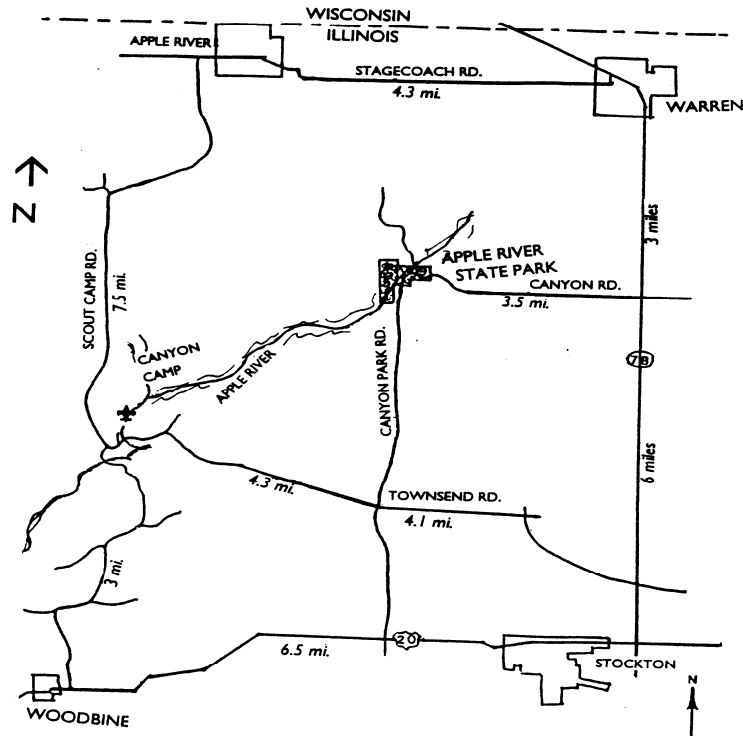 WISCONSIN
ILLINOIS
APPLE RIVER
STAGECOACH RD.
4.3 mi.
WARREN
N
3 miles
SCOUT CAMP RD.
7.5 mi.
APPLE RIVER
STATE PARK
CANYON RD.
3.5 mi.
CANYON
CAMP
APPLE RIVER
CANYON PARK RD.
78
6 miles
4.3 mi.
TOWNSEND RD.
4.1 mi.
3 mi.
6.5 mi.
20
STOCKTON
N
WOODBINE